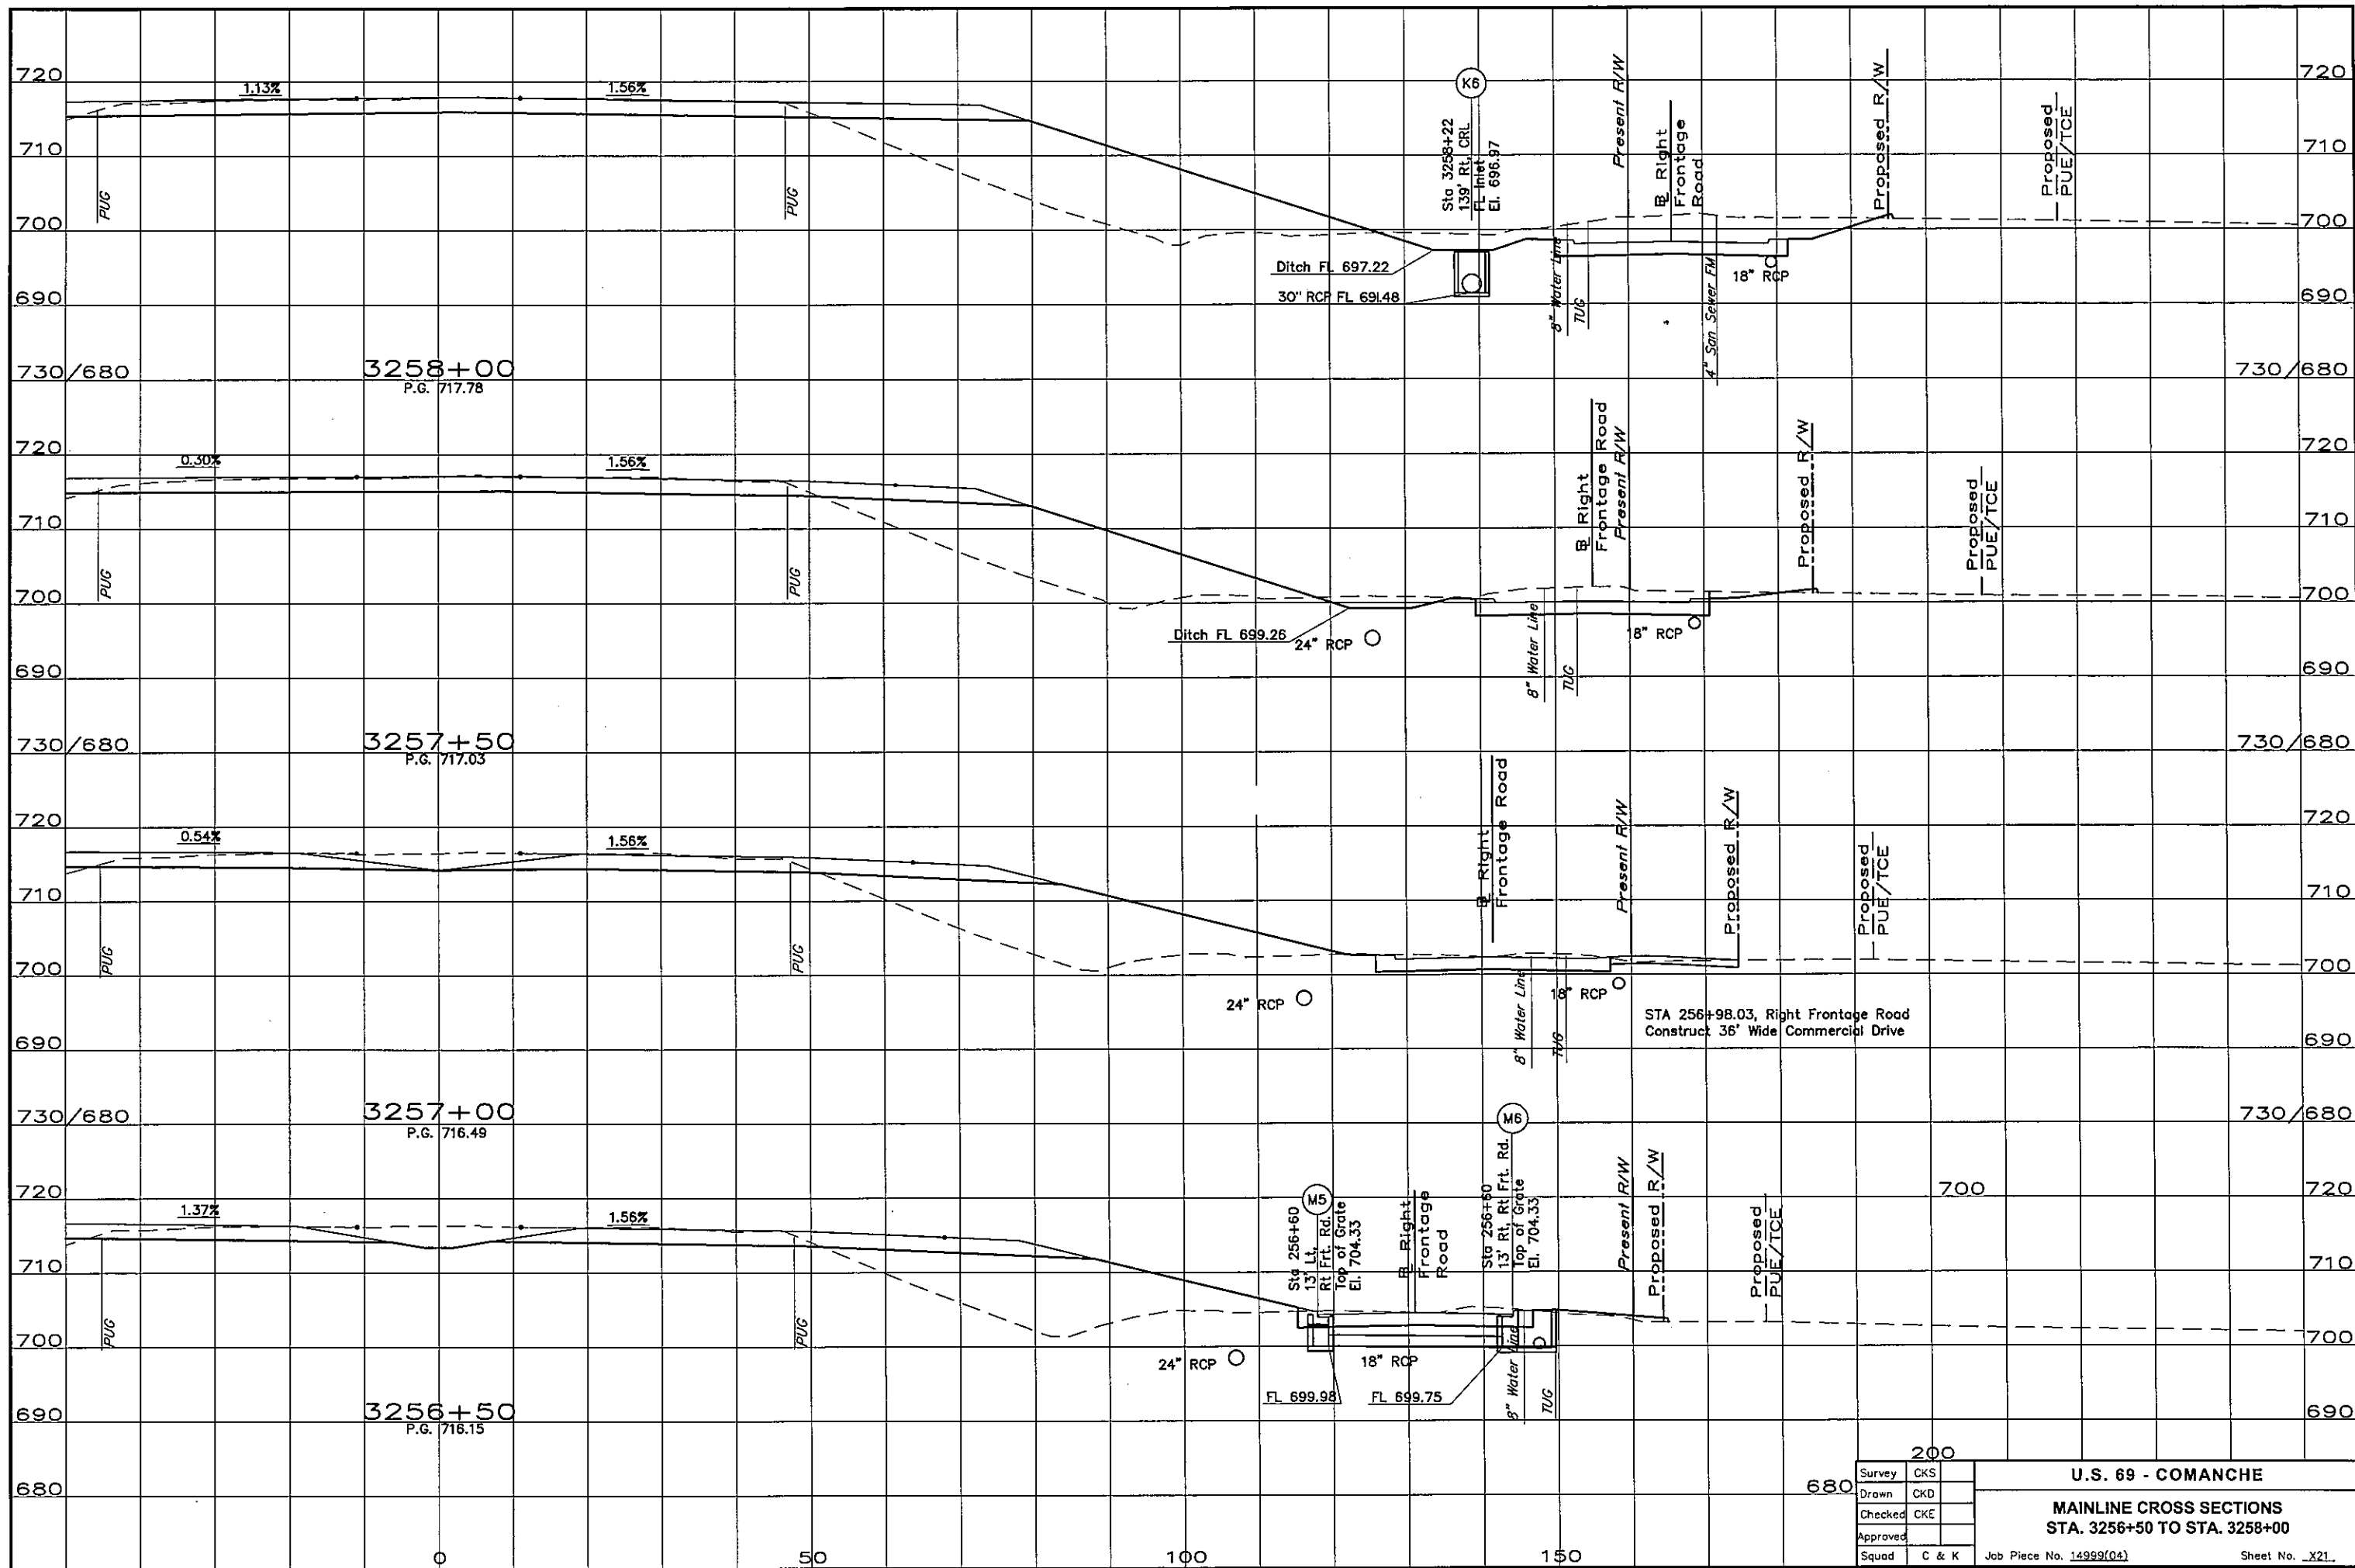 720
1.13%
1.56%
K6
Sta 3258+22
139' Rt, CRL
FL Inlet
El. 696.97
Present R/W
B Right
Frontage
Road
Proposed R/W
Proposed
PUE/TCE
720
710
PUG
PUG
710
700
700
Ditch FL 697.22
8" Water Line
TUG
4" San Sewer FM
18" RCP
690
30" RCP FL 691.48
690
730/680
3258+00
P.G. 717.78
730/680
720
0.30%
1.56%
B Right
Frontage Road
Present R/W
Proposed R/W
Proposed
PUE/TCE
720
710
PUG
PUG
710
700
700
Ditch FL 699.26
24" RCP
8" Water Line
TUG
18" RCP
690
690
730/680
3257+50
P.G. 717.03
730/680
720
0.54%
1.56%
B Right
Frontage Road
Present R/W
Proposed R/W
Proposed
PUE/TCE
720
710
PUG
PUG
710
700
700
24" RCP
8" Water Line
TUG
18" RCP
STA 256+98.03, Right Frontage Road
Construct 36' Wide Commercial Drive
690
690
730/680
3257+00
P.G. 716.49
730/680
720
1.37%
1.56%
M5
Sta 256+60
13' Lt,
Rt Frt. Rd.
Top of Grate
El. 704.33
B Right
Frontage
Road
M6
Sta 256+60
13' Rt, Rt Frt. Rd.
Top of Grate
El. 704.33
Present R/W
Proposed R/W
Proposed
PUE/TCE
700
720
710
PUG
PUG
710
700
700
24" RCP
18" RCP
FL 699.98
FL 699.75
8" Water Line
TUG
690
3256+50
P.G. 716.15
690
680
200
680
0
50
100
150
Survey CKS
Drawn CKD
Checked CKE
Approved
Squad C & K
U.S. 69 - COMANCHE
MAINLINE CROSS SECTIONS
STA. 3256+50 TO STA. 3258+00
Job Piece No. 14999(04) Sheet No. X21